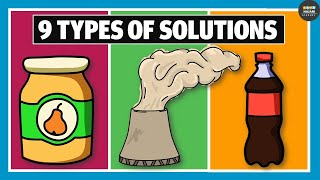 9 TYPES OF SOLUTIONS